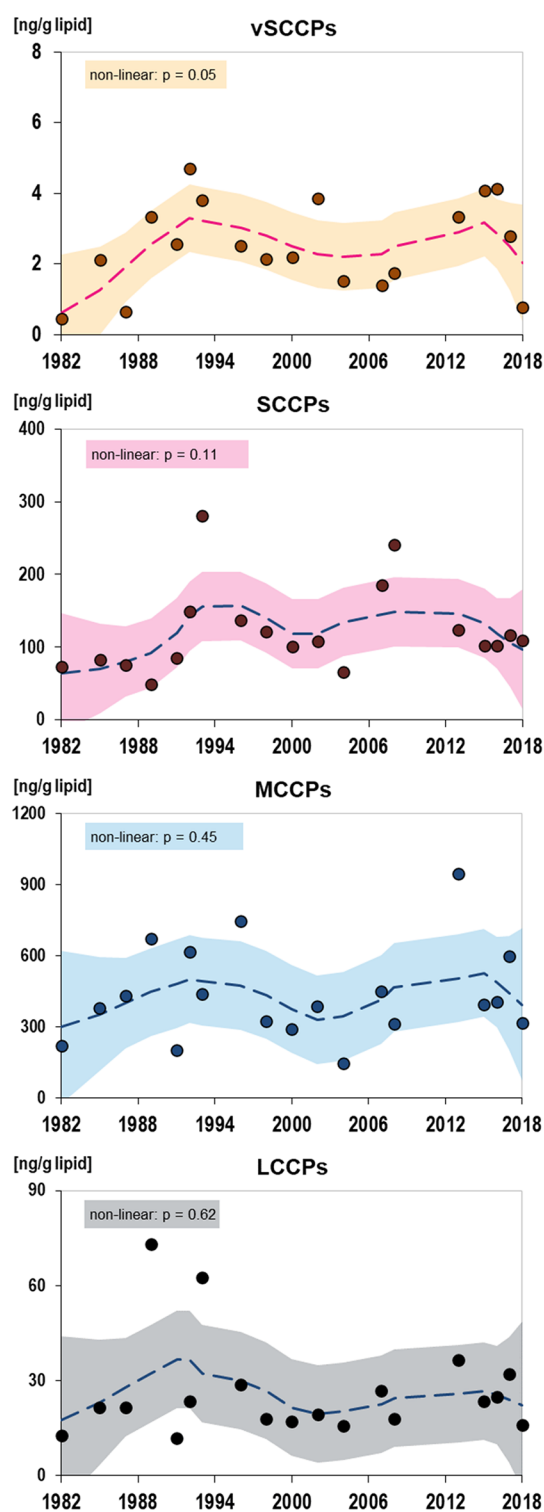 [ng/g lipid]
vSCCPs
8
non-linear: p = 0.05
6
4
2
0
1982 1988 1994 2000 2006 2012 2018
[ng/g lipid]
SCCPs
400
non-linear: p = 0.11
300
200
100
0
1982 1988 1994 2000 2006 2012 2018
[ng/g lipid]
MCCPs
1200
non-linear: p = 0.45
900
600
300
0
1982 1988 1994 2000 2006 2012 2018
[ng/g lipid]
LCCPs
90
non-linear: p = 0.62
60
30
0
1982 1988 1994 2000 2006 2012 2018